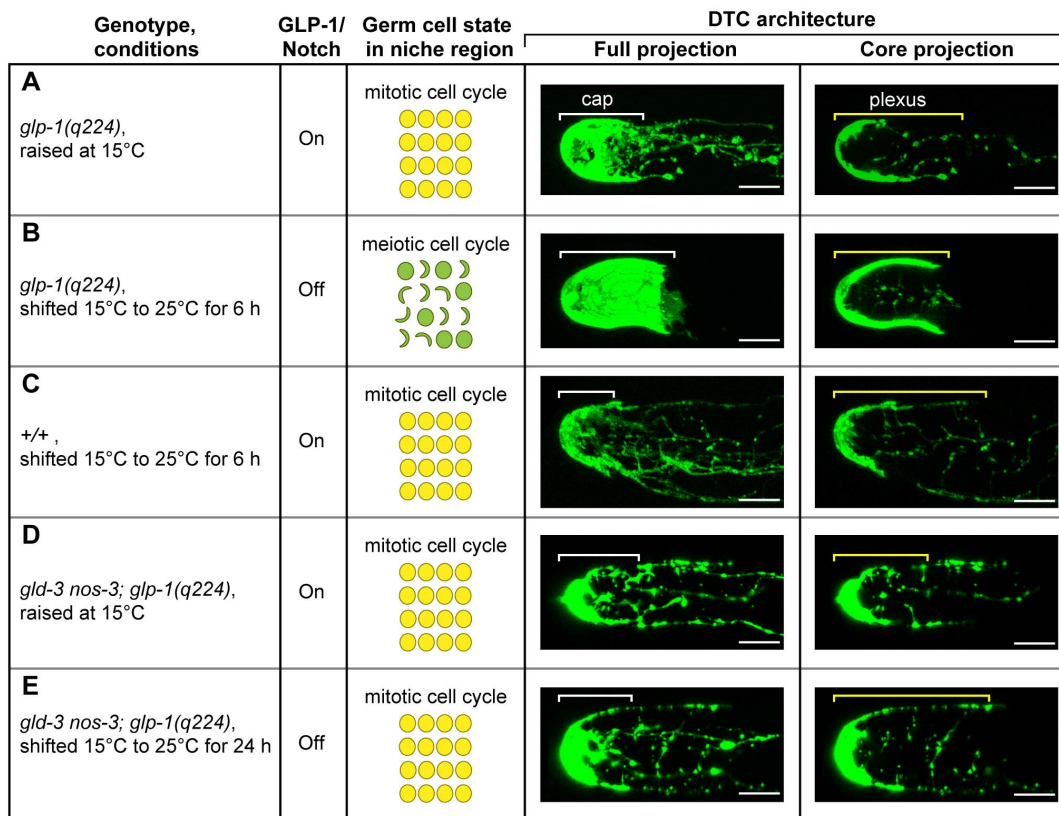 Genotype, conditions
GLP-1/ Notch
Germ cell state in niche region
DTC architecture
Full projection
Core projection
A
glp-1(q224),
raised at 15°C
On
mitotic cell cycle
cap
plexus
B
glp-1(q224),
shifted 15°C to 25°C for 6 h
Off
meiotic cell cycle
C
+/+ ,
shifted 15°C to 25°C for 6 h
On
mitotic cell cycle
D
gld-3 nos-3; glp-1(q224),
raised at 15°C
On
mitotic cell cycle
E
gld-3 nos-3; glp-1(q224),
shifted 15°C to 25°C for 24 h
Off
mitotic cell cycle